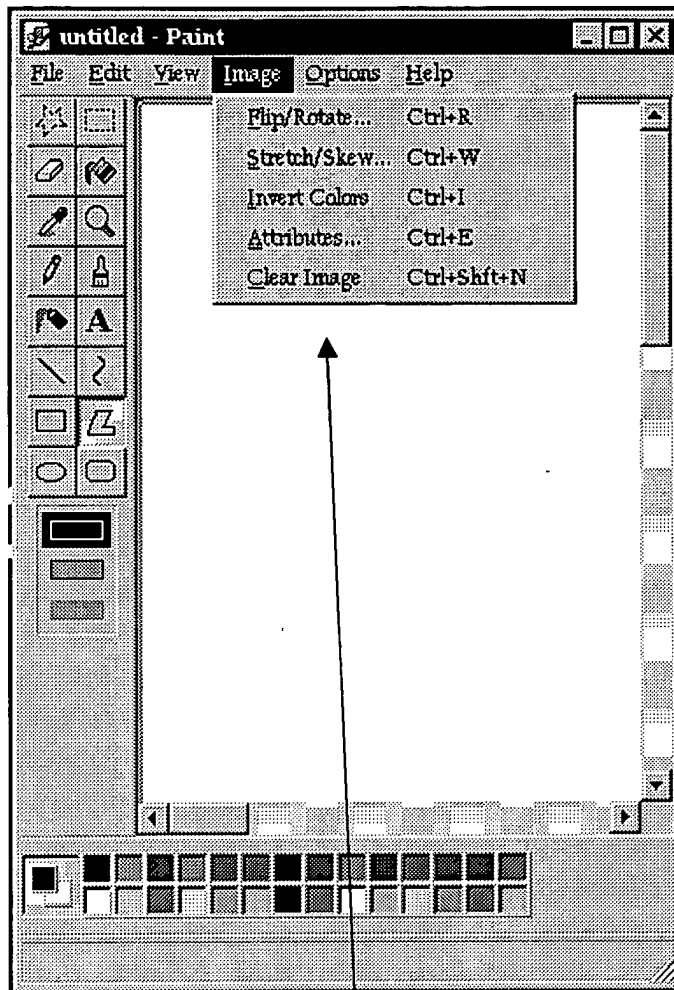 untitled - Paint
File Edit View Image Options Help
Flip/Rotate... Ctrl+R
Stretch/Skew... Ctrl+W
Invert Colors Ctrl+I
Attributes... Ctrl+E
Clear Image Ctrl+Shft+N
A